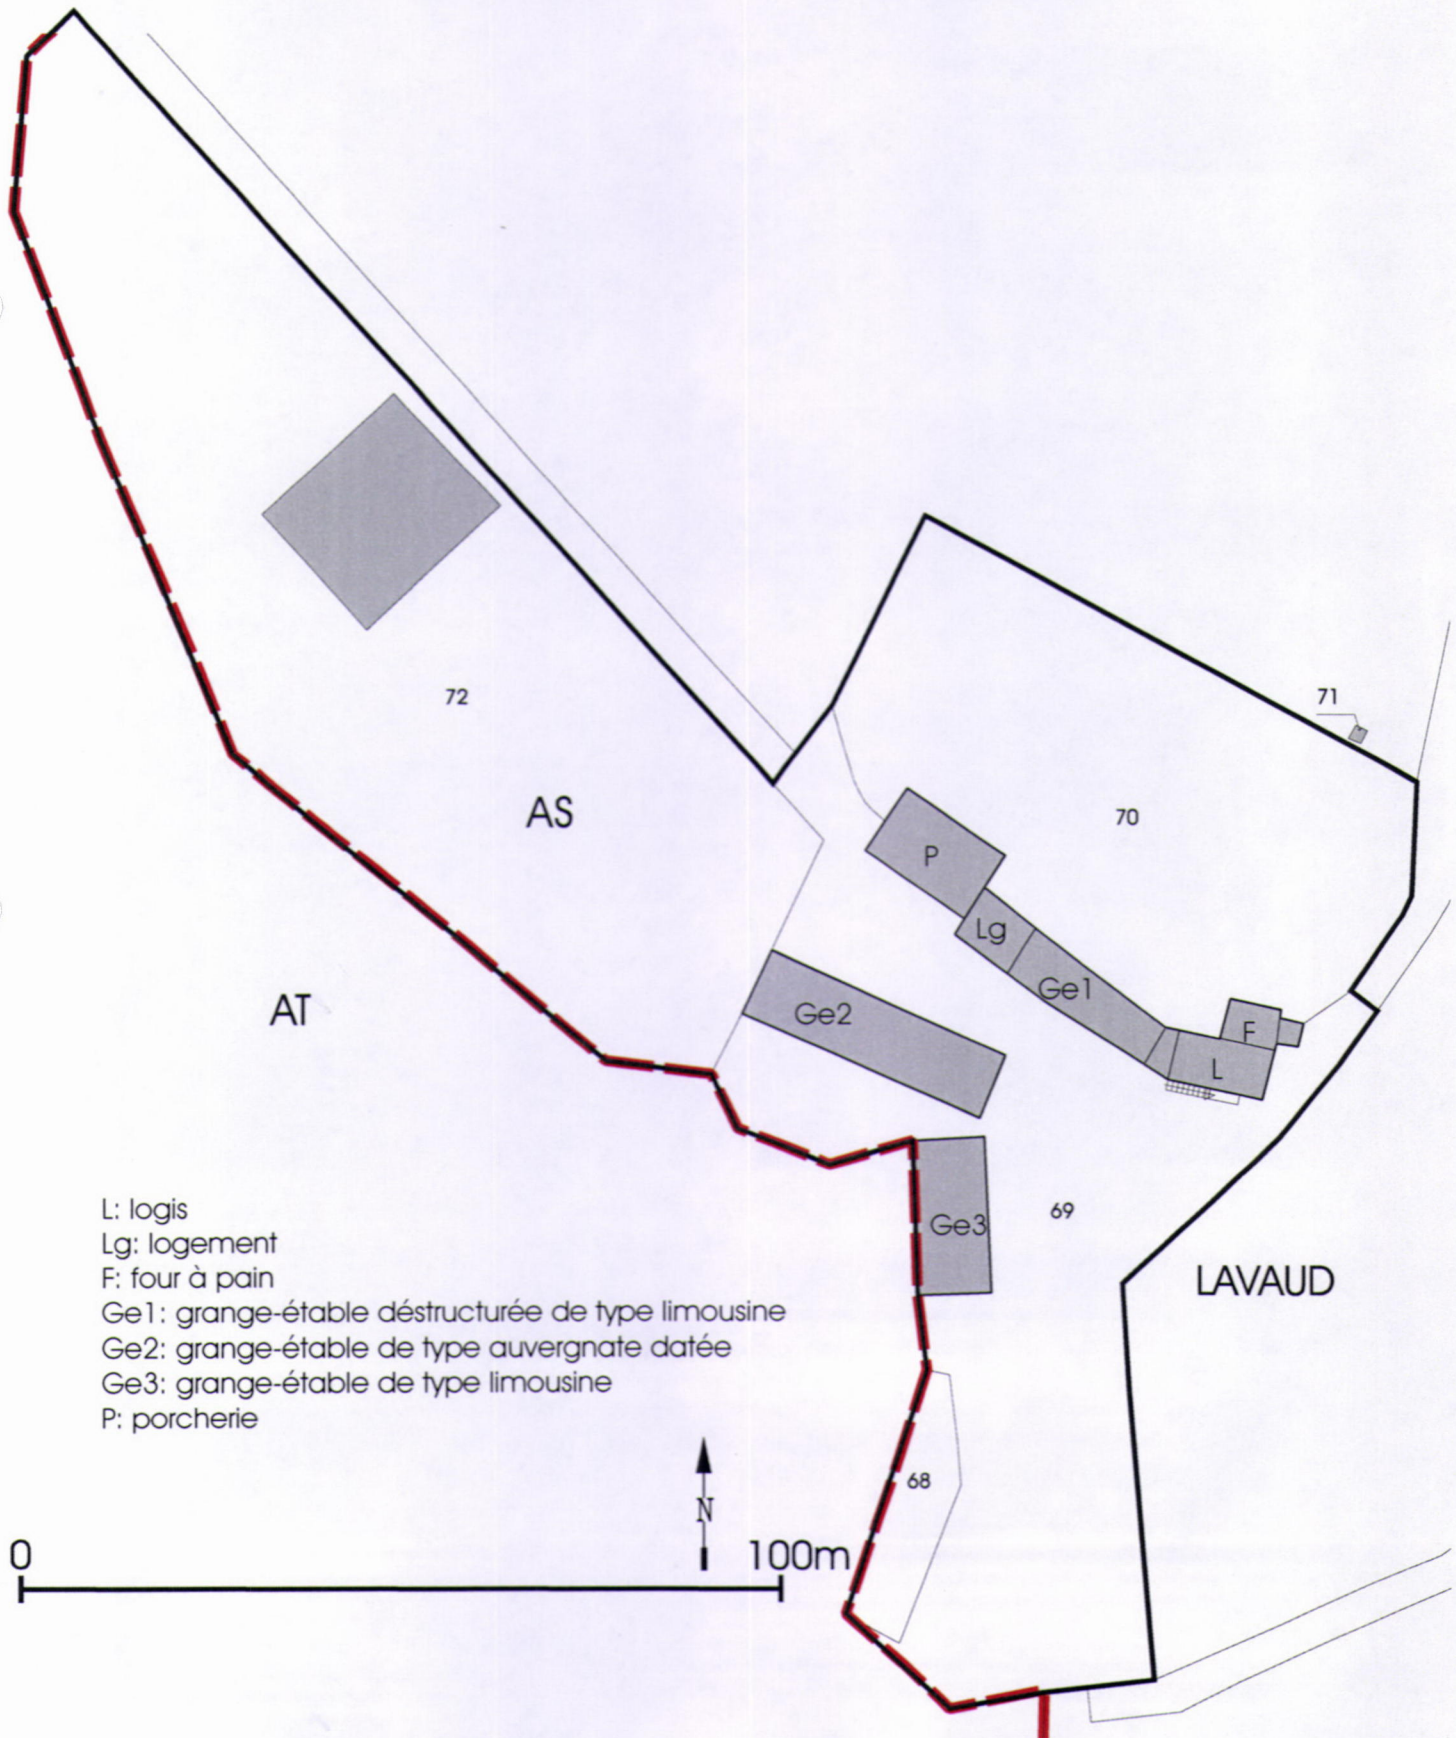 72
71
AS
70
P
Lg
Ge1
AT
Ge2
F
L
L: logis
Lg: logement
F: four à pain
Ge1: grange-étable déstructurée de type limousine
Ge2: grange-étable de type auvergnate datée
Ge3: grange-étable de type limousine
P: porcherie
Ge3
69
LAVAUD
68
N
0
100m